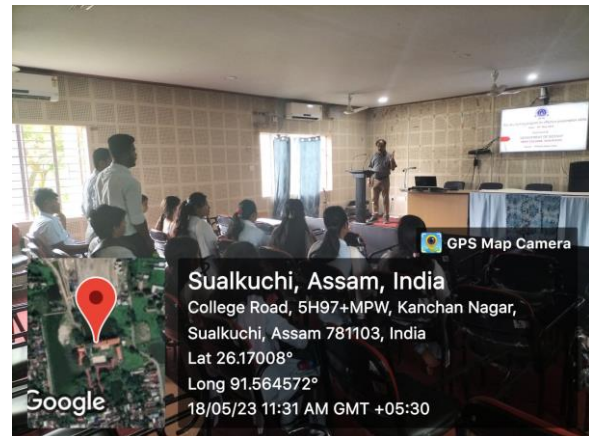 GPS Map Camera
Sualkuchi, Assam, India
College Road, 5H97+MPW, Kanchan Nagar,
Sualkuchi, Assam 781103, India
Lat 26.17008°
Long 91.564572°
18/05/23 11:31 AM GMT +05:30
Google